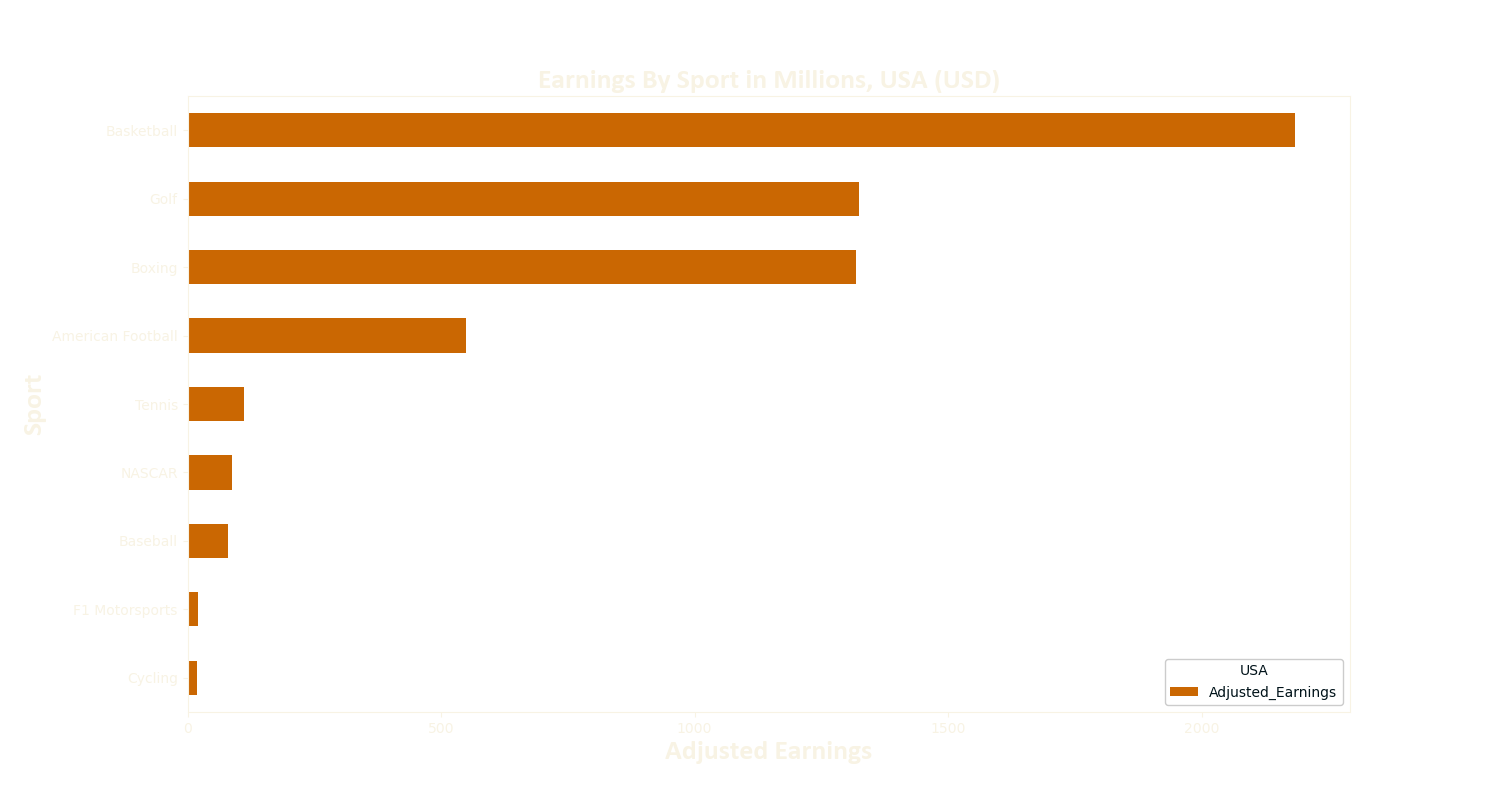 Earnings By Sport in Millions, USA (USD)
Basketball
Golf
Boxing
American Football
Tennis
NASCAR
Baseball
F1 Motorsports
Cycling
Sport
0 500 1000 1500 2000
Adjusted Earnings
USA
Adjusted_Earnings